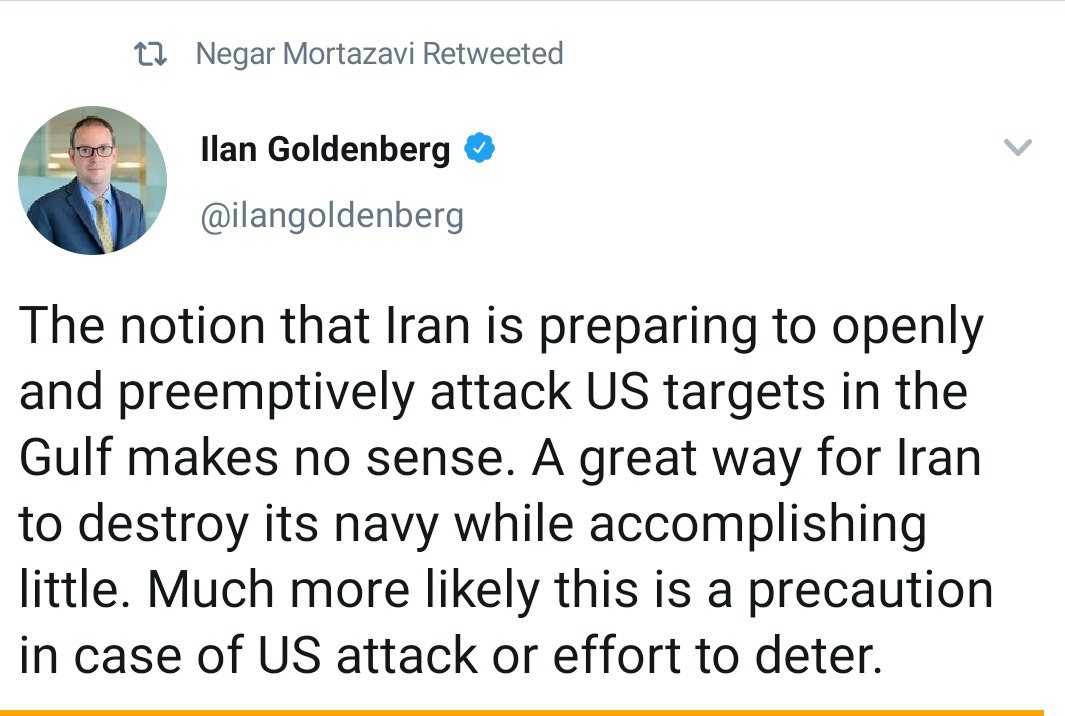 Negar Mortazavi Retweeted
Ilan Goldenberg
@ilangoldenberg
The notion that Iran is preparing to openly
and preemptively attack US targets in the
Gulf makes no sense. A great way for Iran
to destroy its navy while accomplishing
little. Much more likely this is a precaution
in case of US attack or effort to deter.